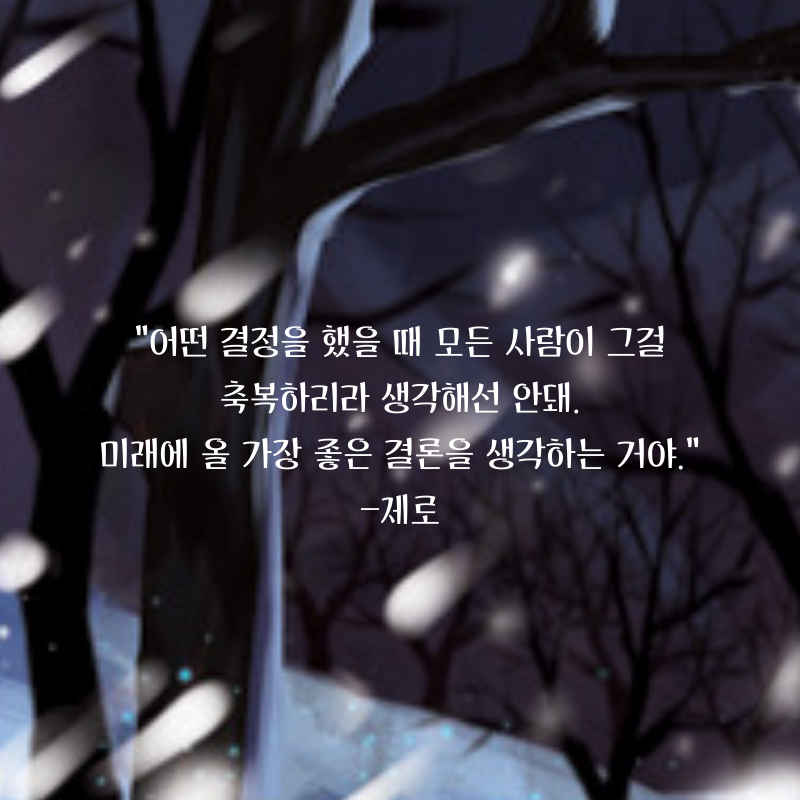 "어떤 결정을 했을 때 모든 사람이 그걸
축복하리라 생각해선 안돼.
미래에 올 가장 좋은 결론을 생각하는 거야."
-제로